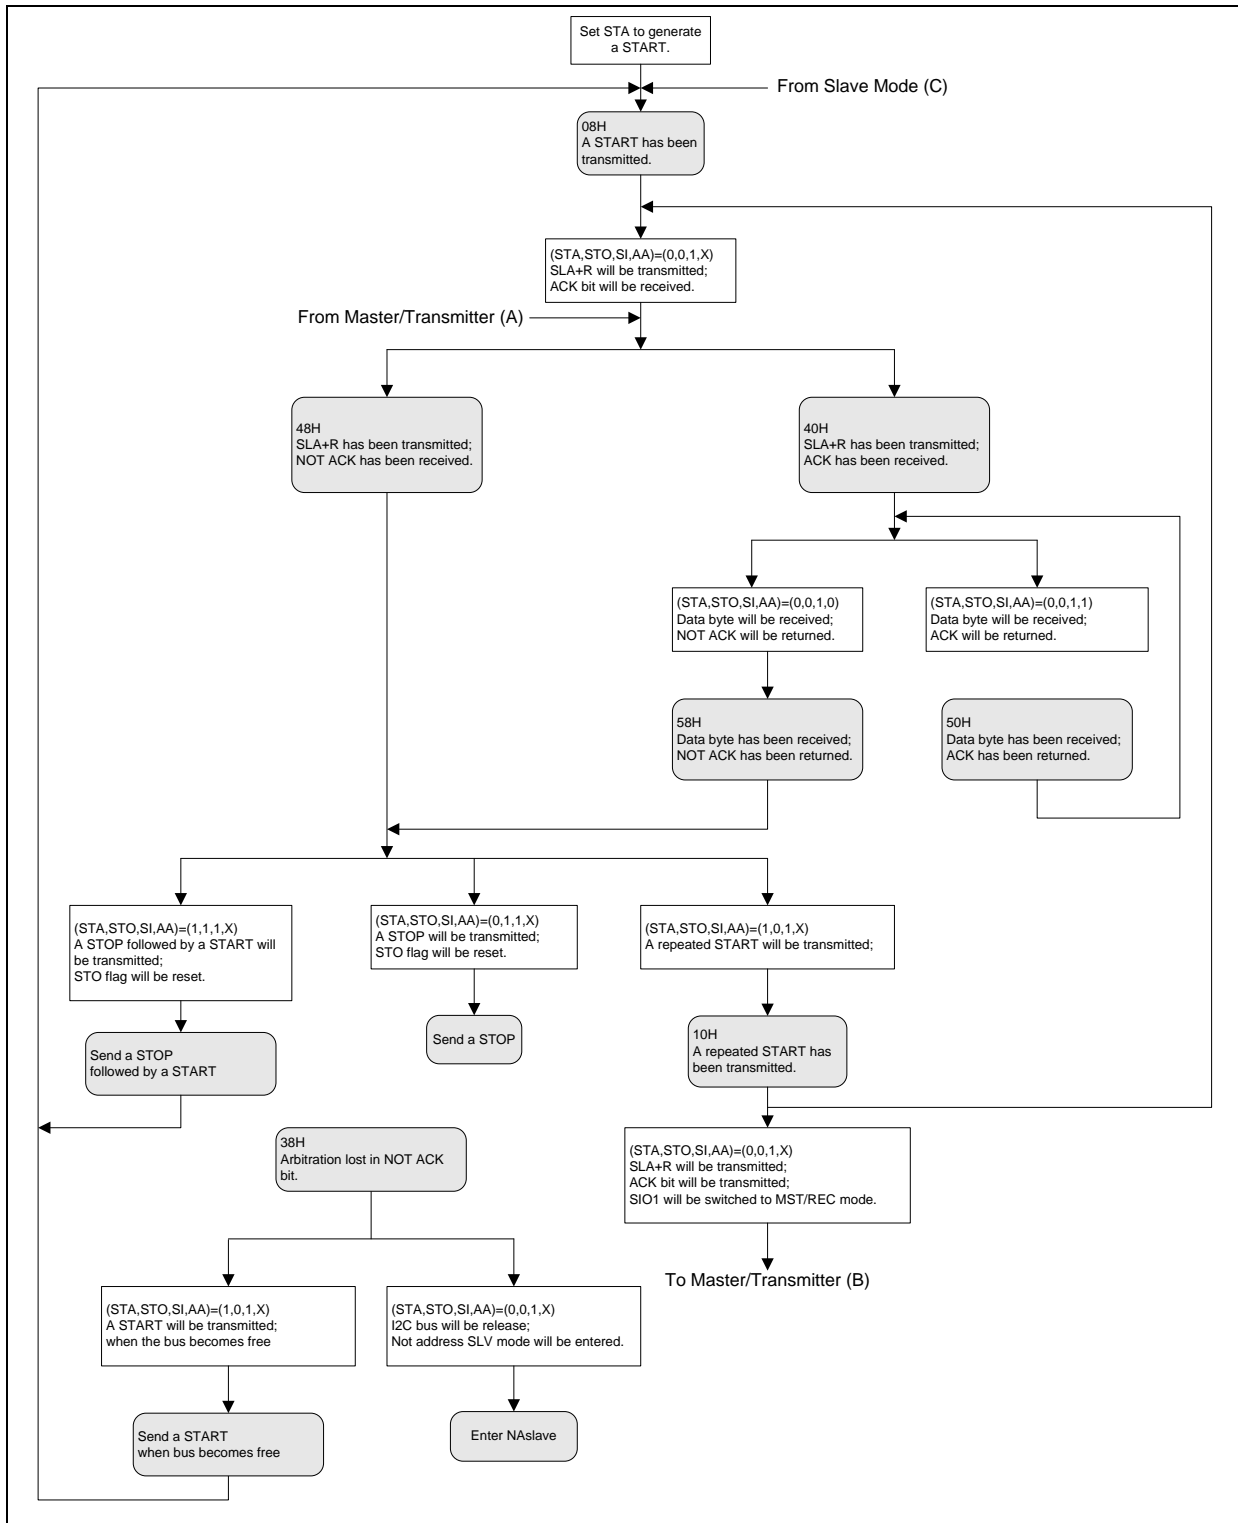 Set STA to generate
a START.
From Slave Mode (C)
08H
A START has been
transmitted.
(STA,STO,SI,AA)=(0,0,1,X)
SLA+R will be transmitted;
ACK bit will be received.
From Master/Transmitter (A)
48H
SLA+R has been transmitted;
NOT ACK has been received.
40H
SLA+R has been transmitted;
ACK has been received.
(STA,STO,SI,AA)=(0,0,1,0)
Data byte will be received;
NOT ACK will be returned.
(STA,STO,SI,AA)=(0,0,1,1)
Data byte will be received;
ACK will be returned.
58H
Data byte has been received;
NOT ACK has been returned.
50H
Data byte has been received;
ACK has been returned.
(STA,STO,SI,AA)=(1,1,1,X)
A STOP followed by a START will
be transmitted;
STO flag will be reset.
(STA,STO,SI,AA)=(0,1,1,X)
A STOP will be transmitted;
STO flag will be reset.
(STA,STO,SI,AA)=(1,0,1,X)
A repeated START will be transmitted;
Send a STOP
followed by a START
Send a STOP
10H
A repeated START has
been transmitted.
38H
Arbitration lost in NOT ACK
bit.
(STA,STO,SI,AA)=(0,0,1,X)
SLA+R will be transmitted;
ACK bit will be transmitted;
SIO1 will be switched to MST/REC mode.
To Master/Transmitter (B)
(STA,STO,SI,AA)=(1,0,1,X)
A START will be transmitted;
when the bus becomes free
(STA,STO,SI,AA)=(0,0,1,X)
I2C bus will be release;
Not address SLV mode will be entered.
Send a START
when bus becomes free
Enter NAslave